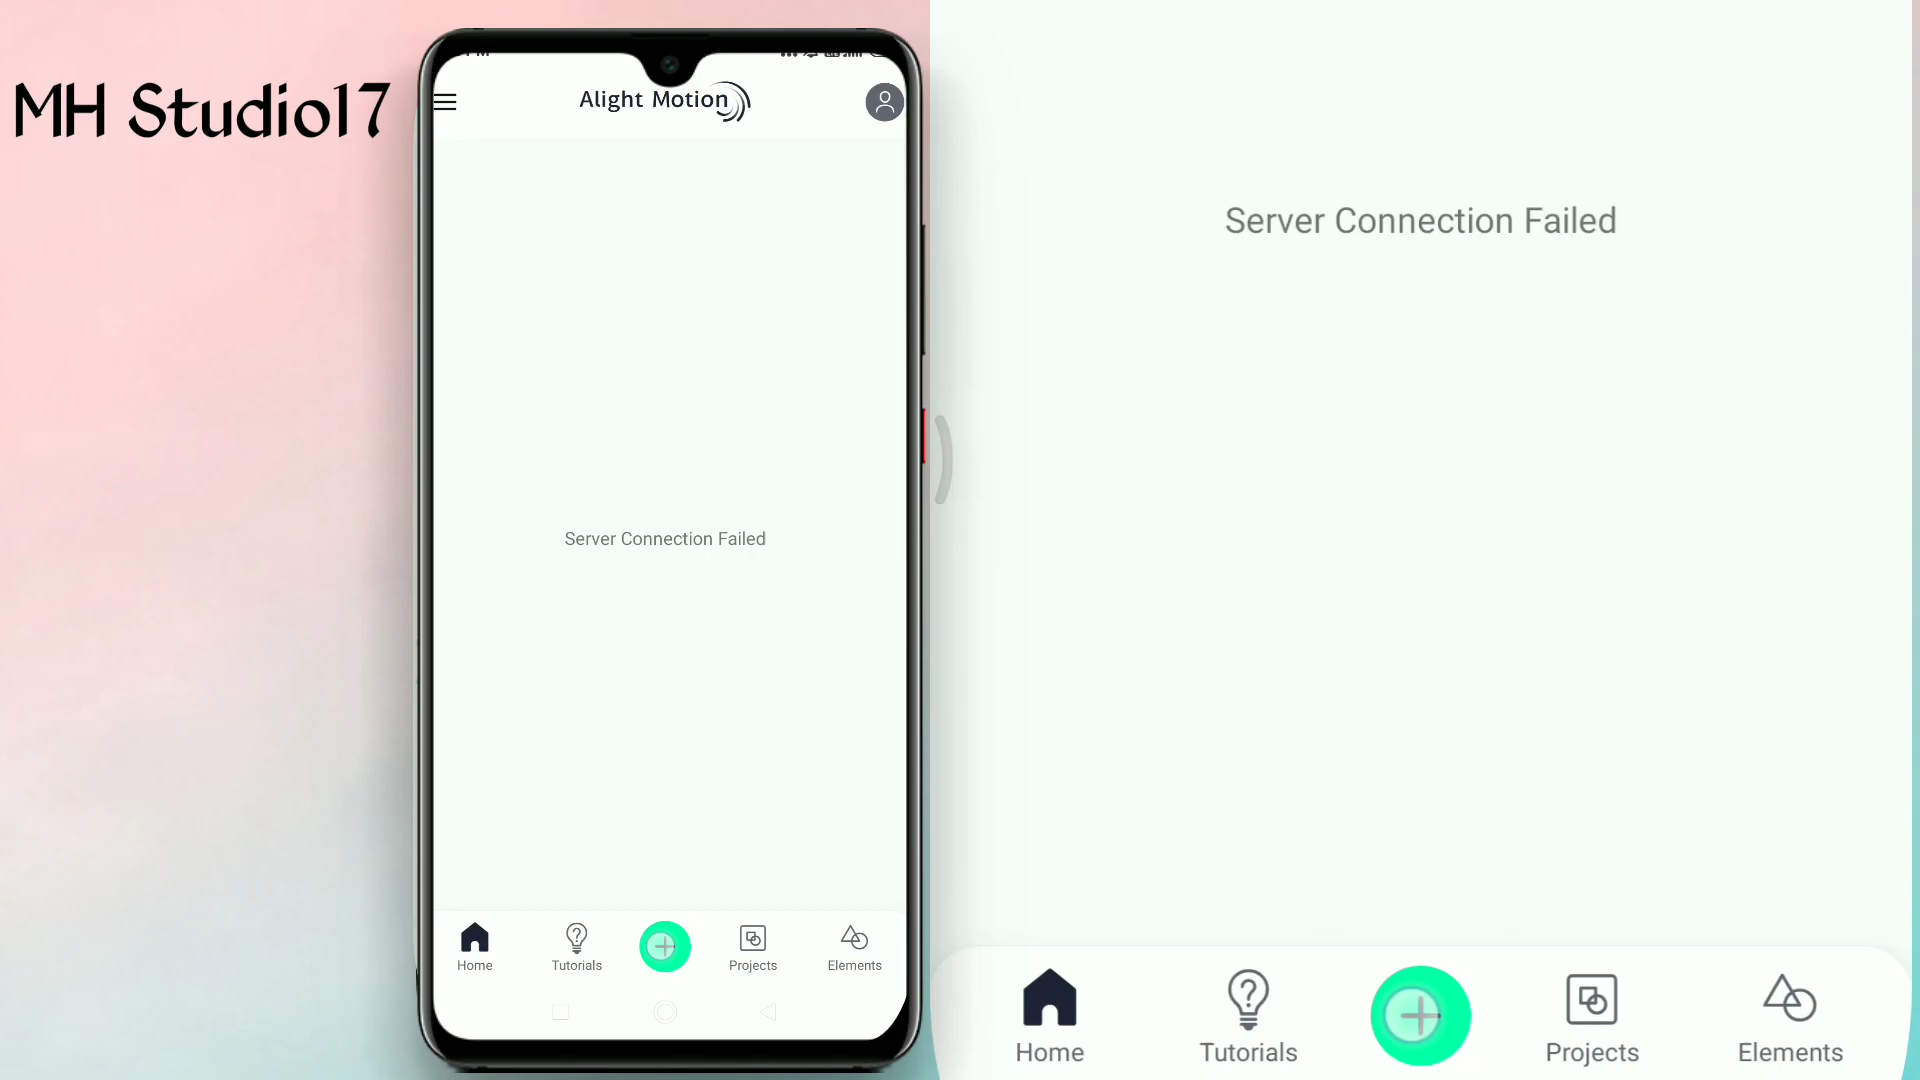 MH Studio17
Alight Motion
Server Connection Failed
Home
Tutorials
Projects
Elements
Server Connection Failed
Home
Tutorials
Projects
Elements